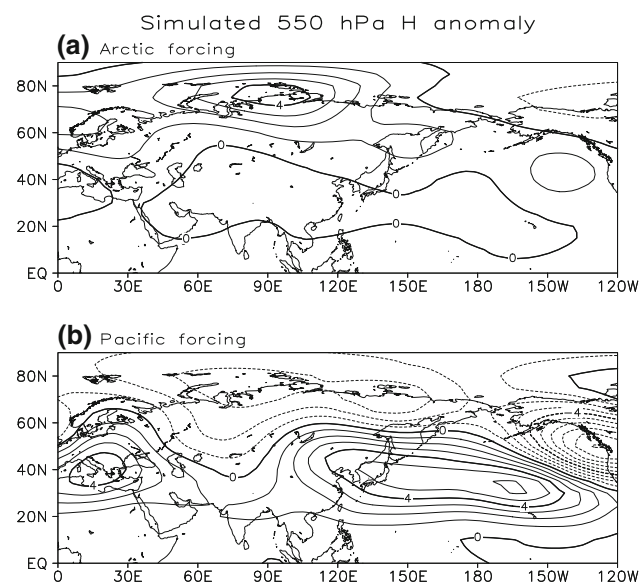 Simulated 550 hPa H anomaly
(a) Arctic forcing
80N
60N
40N
20N
EQ
4
0
0
0
0
0
0 30E 60E 90E 120E 150E 180 150W 120W
(b) Pacific forcing
80N
60N
40N
20N
EQ
0
4
0
4
4
4
0
0 30E 60E 90E 120E 150E 180 150W 120W